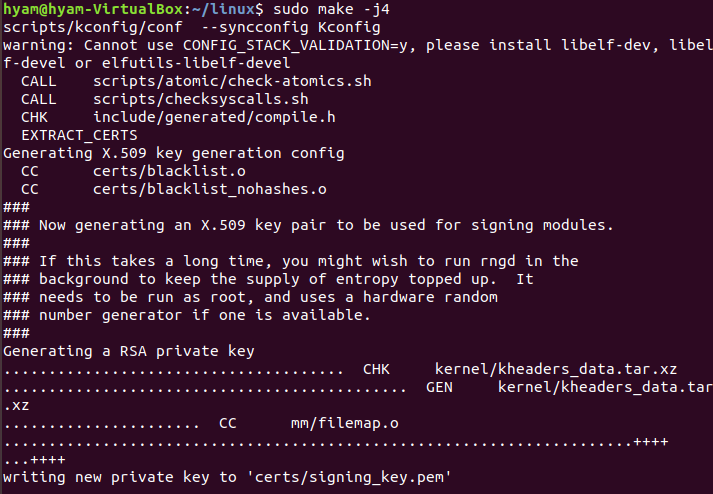 hyam@hyam-VirtualBox:~/linux$ sudo make -j4
scripts/kconfig/conf  --syncconfig Kconfig
warning: Cannot use CONFIG_STACK_VALIDATION=y, please install libelf-dev, libel
f-devel or elfutils-libelf-devel
  CALL    scripts/atomic/check-atomics.sh
  CALL    scripts/checksyscalls.sh
  CHK     include/generated/compile.h
  EXTRACT_CERTS
Generating X.509 key generation config
  CC      certs/blacklist.o
  CC      certs/blacklist_nohashes.o
###
### Now generating an X.509 key pair to be used for signing modules.
###
### If this takes a long time, you might wish to run rngd in the
### background to keep the supply of entropy topped up.  It
### needs to be run as root, and uses a hardware random
### number generator if one is available.
###
Generating a RSA private key
.......................................  CHK     kernel/kheaders_data.tar.xz
..............................................  GEN     kernel/kheaders_data.tar
.xz
......................  CC      mm/filemap.o
.......................................................................++++
...++++
writing new private key to 'certs/signing_key.pem'